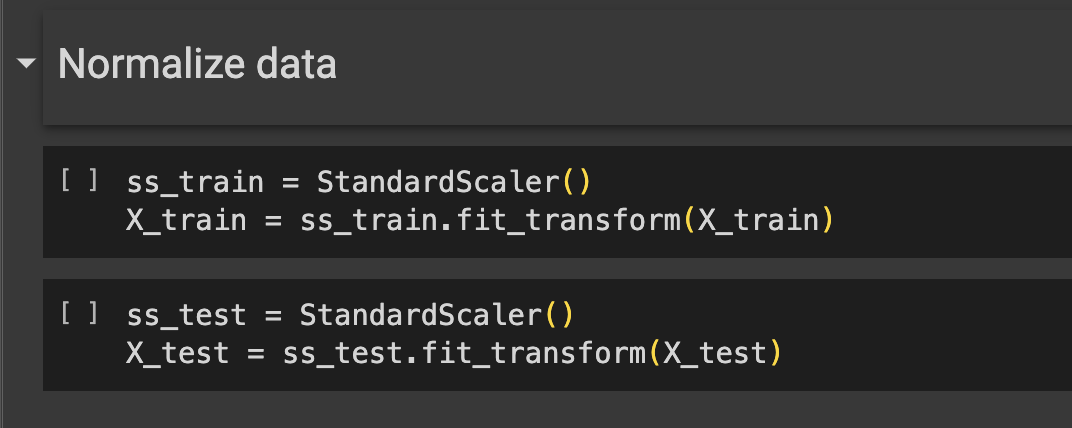 Normalize data
[ ] ss_train = StandardScaler()
X_train = ss_train.fit_transform(X_train)
[ ] ss_test = StandardScaler()
X_test = ss_test.fit_transform(X_test)